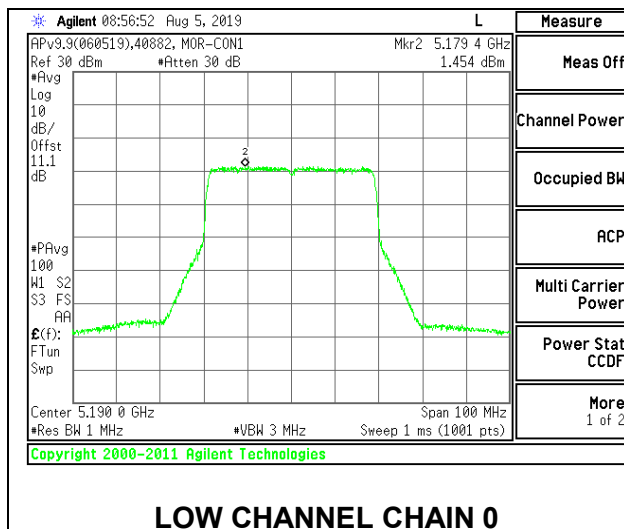 Agilent 08:56:52 Aug 5, 2019 L
APv9.9(060519),40882, MOR-CON1 Mkr2 5.179 4 GHz
Ref 30 dBm #Atten 30 dB 1.454 dBm
#Avg
Log
10
dB/
Offst
11.1
dB
2
#PAvg
100
W1 S2
S3 FS
AA
£(f):
FTun
Swp
Center 5.190 0 GHz Span 100 MHz
#Res BW 1 MHz #VBW 3 MHz Sweep 1 ms (1001 pts)
Copyright 2000-2011 Agilent Technologies
Measure
Meas Off
Channel Power
Occupied BW
ACP
Multi Carrier
Power
Power Stat
CCDF
More
1 of 2
LOW CHANNEL CHAIN 0